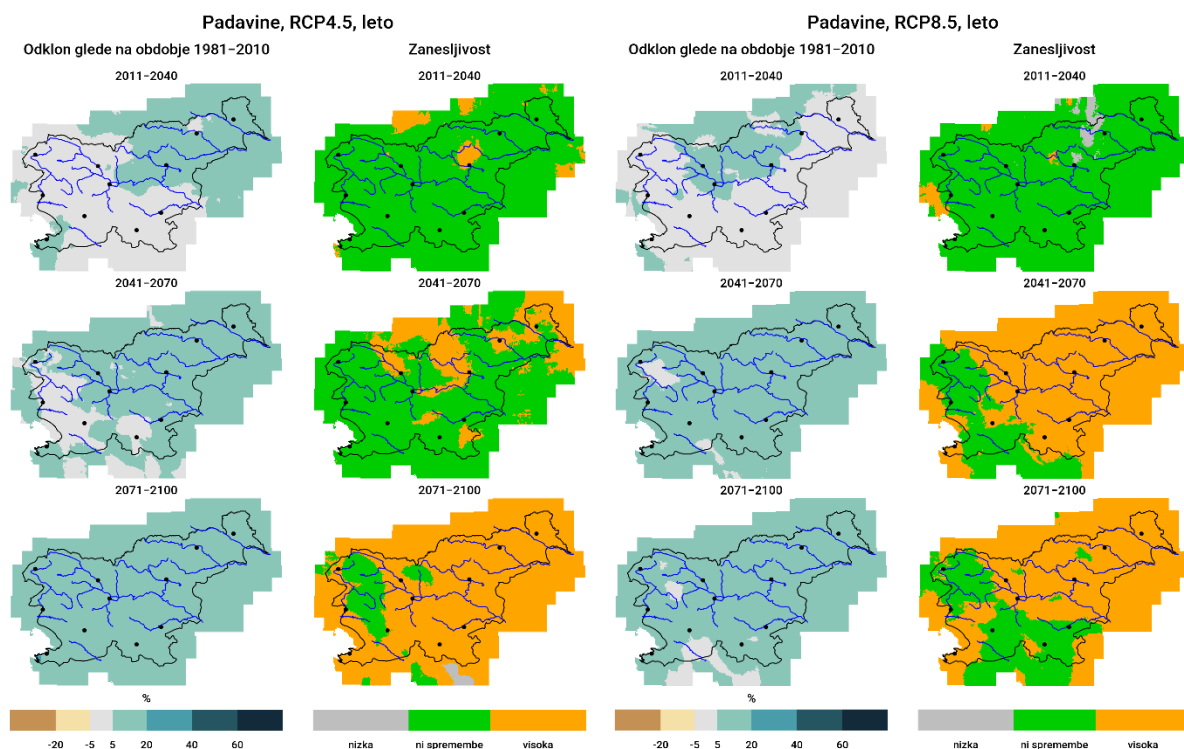 Padavine, RCP4.5, leto
Odklon glede na obdobje 1981–2010
Zanesljivost
2011–2040
2011–2040
2041–2070
2041–2070
2071–2100
2071–2100
%
-20 -5 5 20 40 60
nizka ni spremembe visoka
Padavine, RCP8.5, leto
Odklon glede na obdobje 1981–2010
Zanesljivost
2011–2040
2011–2040
2041–2070
2041–2070
2071–2100
2071–2100
%
-20 -5 5 20 40 60
nizka ni spremembe visoka